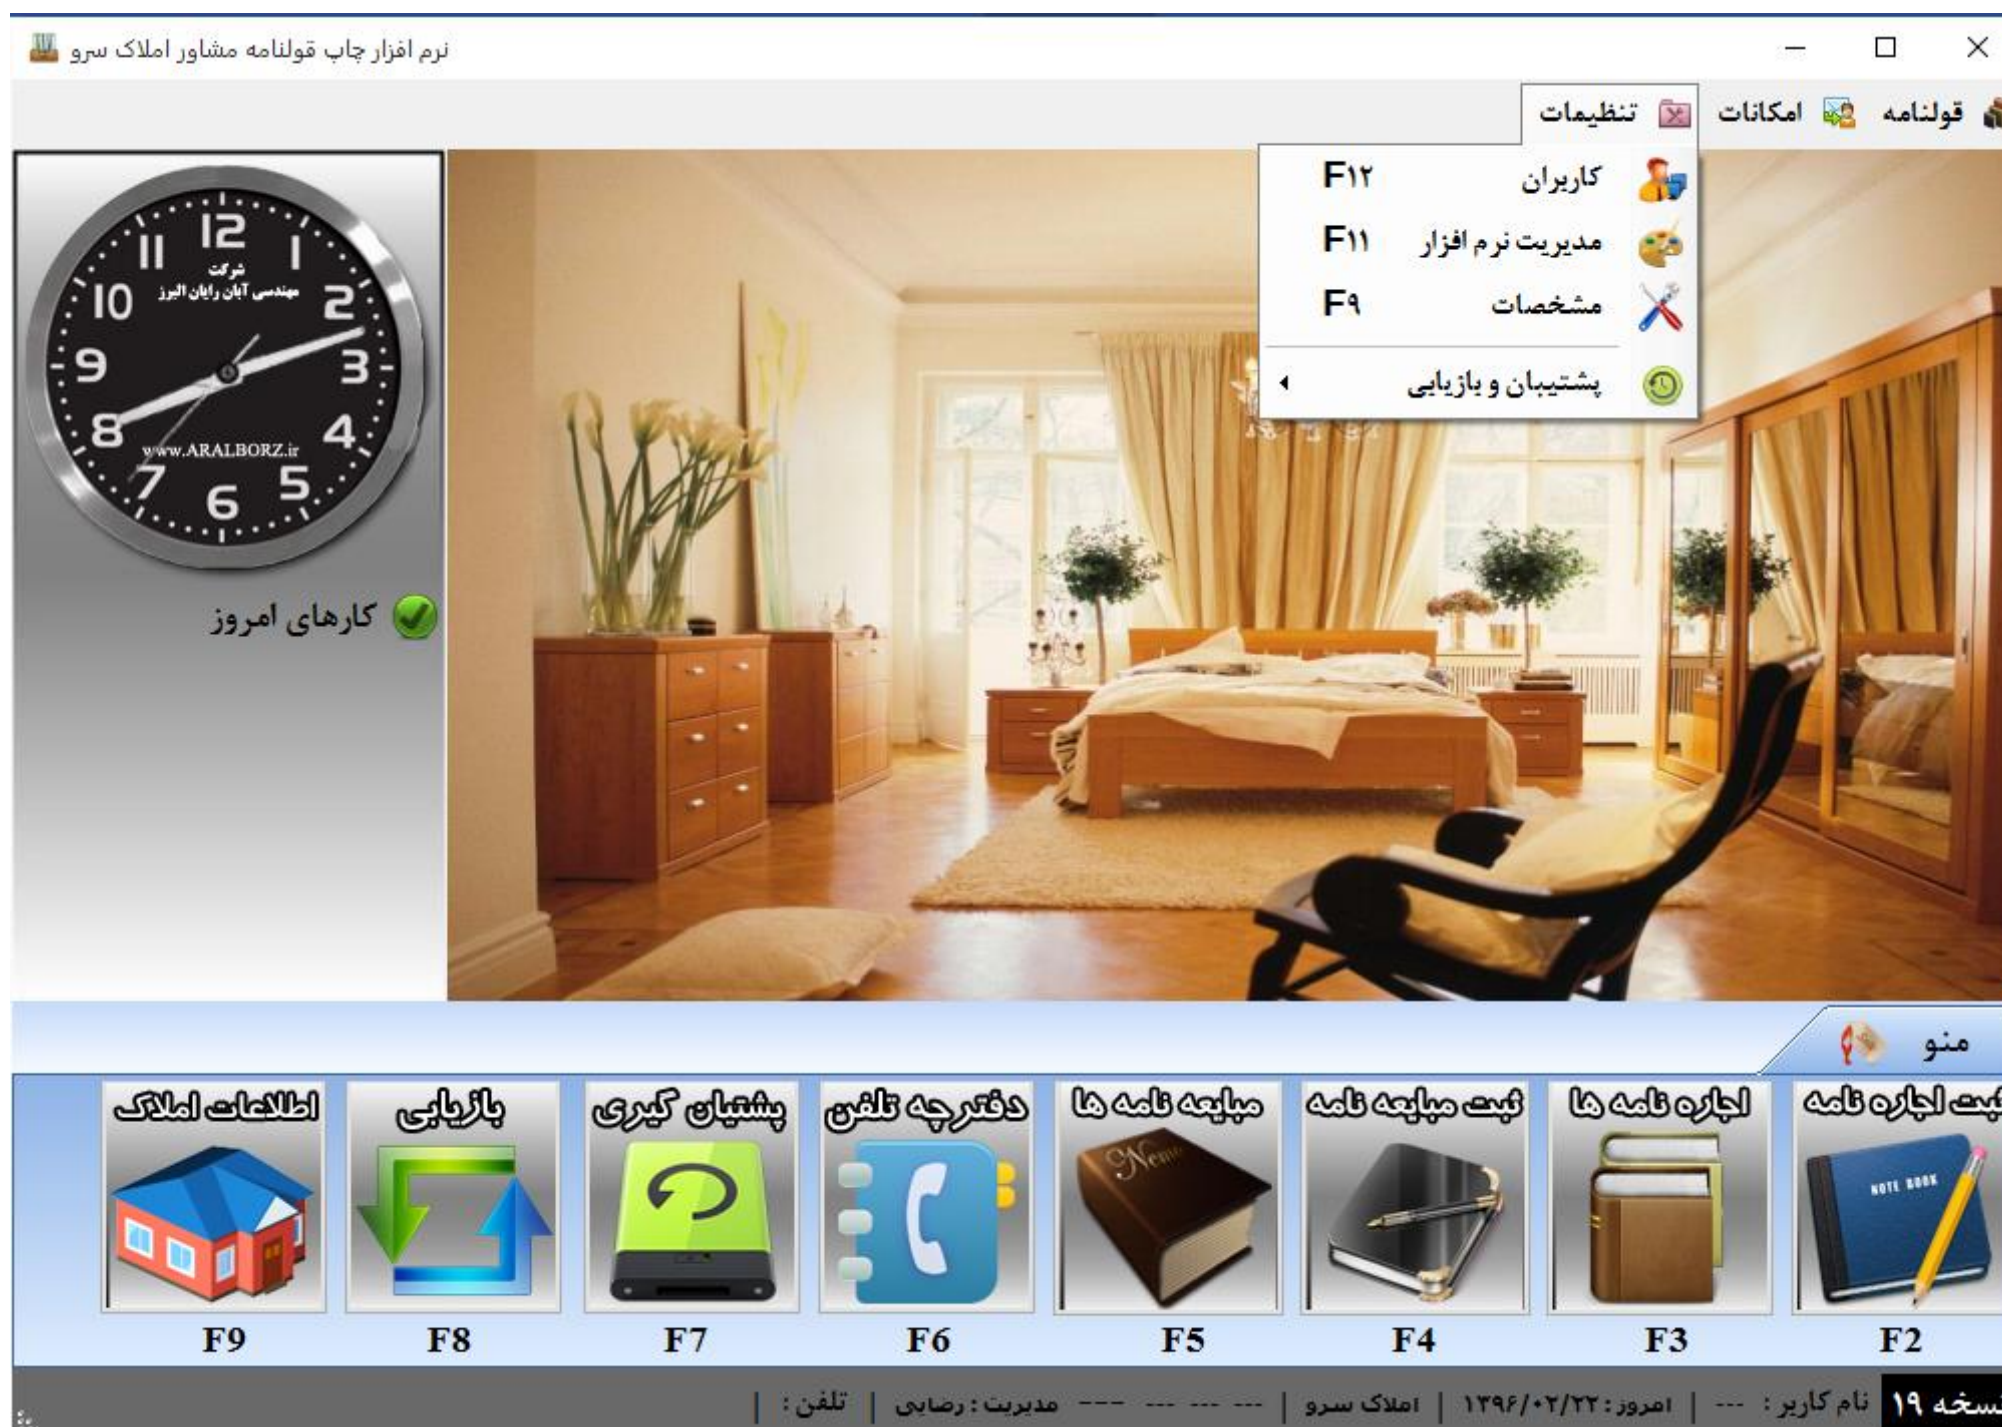 نرم افزار چاپ قولنامه مشاور املاک سرو
قولنامه
امکانات
تنظیمات
کاربران F۱۲
مدیریت نرم افزار F۱۱
مشخصات F۹
پشتیبان و بازیابی
12
11 1
شرکت
مهندسی آبان رایان البرز
10 2
9 3
8 4
www.ARALBORZ.ir
7 5
6
کارهای امروز
منو
ثبت اجاره نامه
اجاره نامه ها
ثبت مبایعه نامه
مبایعه نامه ها
دفترچه تلفن
پشتیبان گیری
بازیابی
اطلاعات املاک
NOTE BOOK
F2
F3
F4
F5
F6
F7
F8
F9
نسخه ۱۹ نام کاربر : --- | امروز : ۱۳۹۶/۰۲/۲۲ | املاک سرو | --- --- --- ---- مدیریت : رضایی | تلفن : |